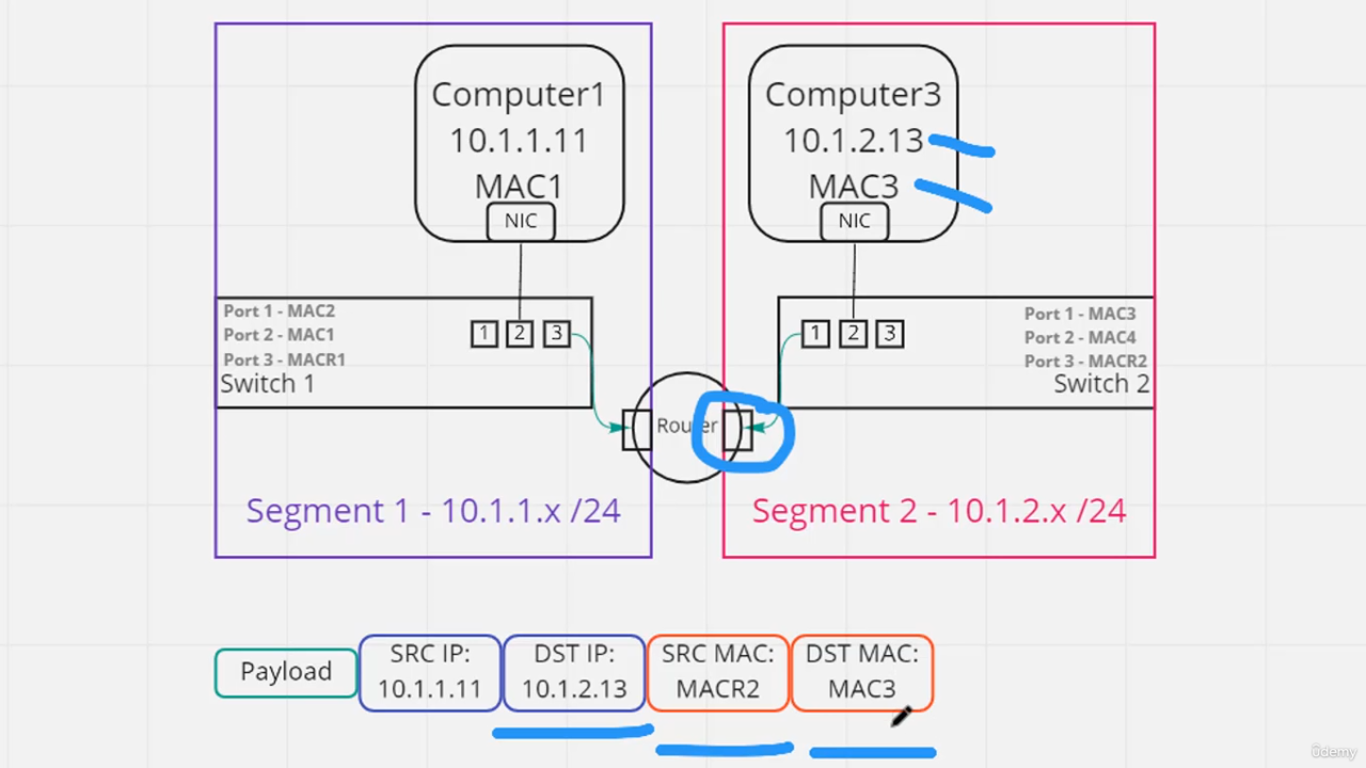 Computer1
10.1.1.11
MAC1
NIC
Port 1 - MAC2
Port 2 - MAC1
Port 3 - MACR1
Switch 1
1 2 3
Segment 1 - 10.1.1.x /24
Router
Computer3
10.1.2.13
MAC3
NIC
1 2 3
Port 1 - MAC3
Port 2 - MAC4
Port 3 - MACR2
Switch 2
Segment 2 - 10.1.2.x /24
Payload
SRC IP:
10.1.1.11
DST IP:
10.1.2.13
SRC MAC:
MACR2
DST MAC:
MAC3
ûdemy